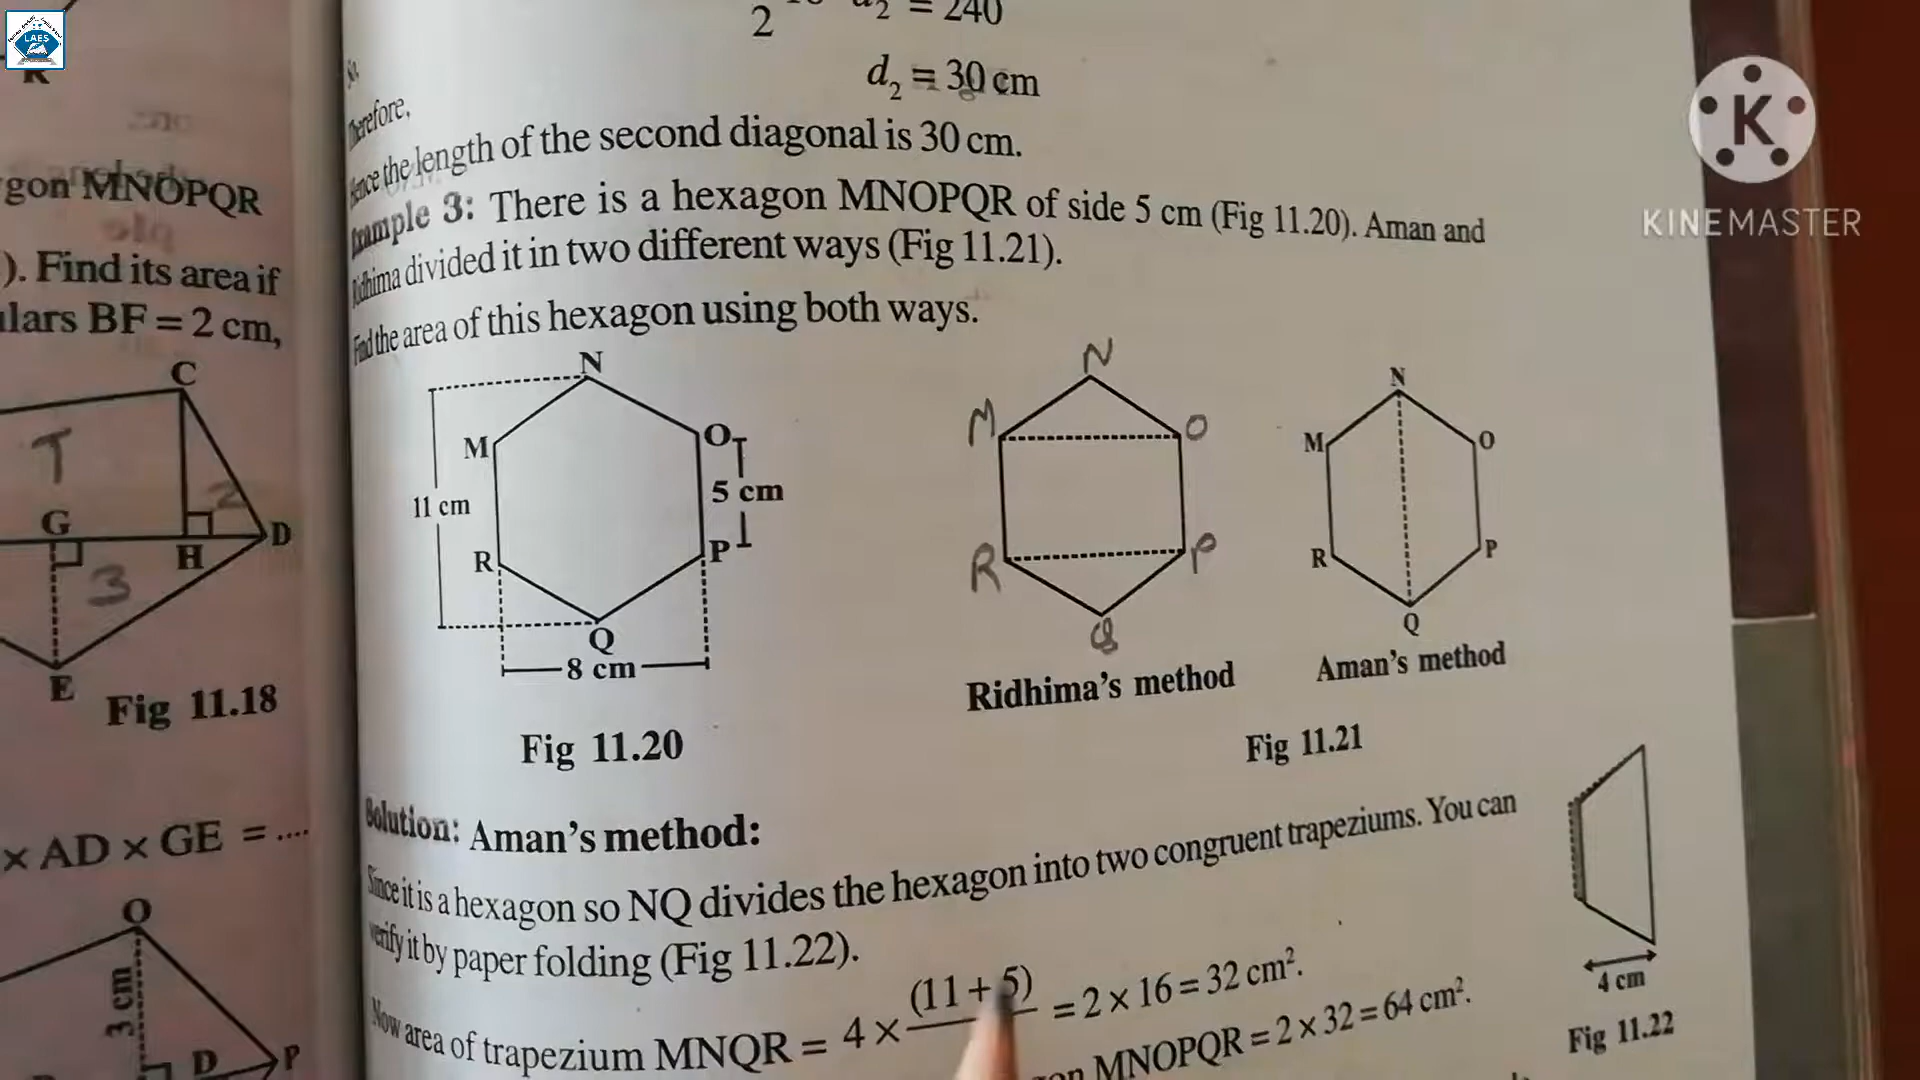 LAES
K
gon MNOPQR
). Find its area if
lars BF = 2 cm,
C
T
2
G
H
D
3
E
Fig 11.18
× AD × GE = ....
O
3 cm
D
P
2
d2 = 240
d2 = 30 cm
So,
Therefore,
Hence the length of the second diagonal is 30 cm.
Example 3: There is a hexagon MNOPQR of side 5 cm (Fig 11.20). Aman and
Ridhima divided it in two different ways (Fig 11.21).
Find the area of this hexagon using both ways.
N
M
O
11 cm
5 cm
R
P
Q
8 cm
Fig 11.20
N
M
O
R
P
Q
Ridhima's method
N
M
O
R
P
Q
Aman's method
Fig 11.21
Solution: Aman's method:
Since it is a hexagon so NQ divides the hexagon into two congruent trapeziums. You can
verify it by paper folding (Fig 11.22).
Now area of trapezium MNQR = 4 × (11 + 5) = 2 × 16 = 32 cm².
MNOPQR = 2 × 32 = 64 cm².
4 cm
Fig 11.22
K
KINEMASTER